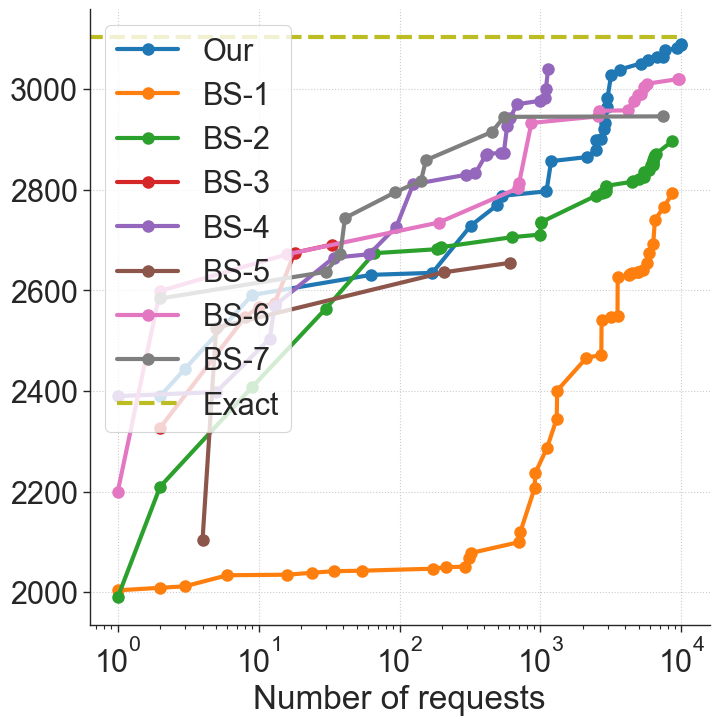 3000
2800
2600
2400
2200
2000
Our
BS-1
BS-2
BS-3
BS-4
BS-5
BS-6
BS-7
Exact
10^0 10^1 10^2 10^3 10^4
Number of requests